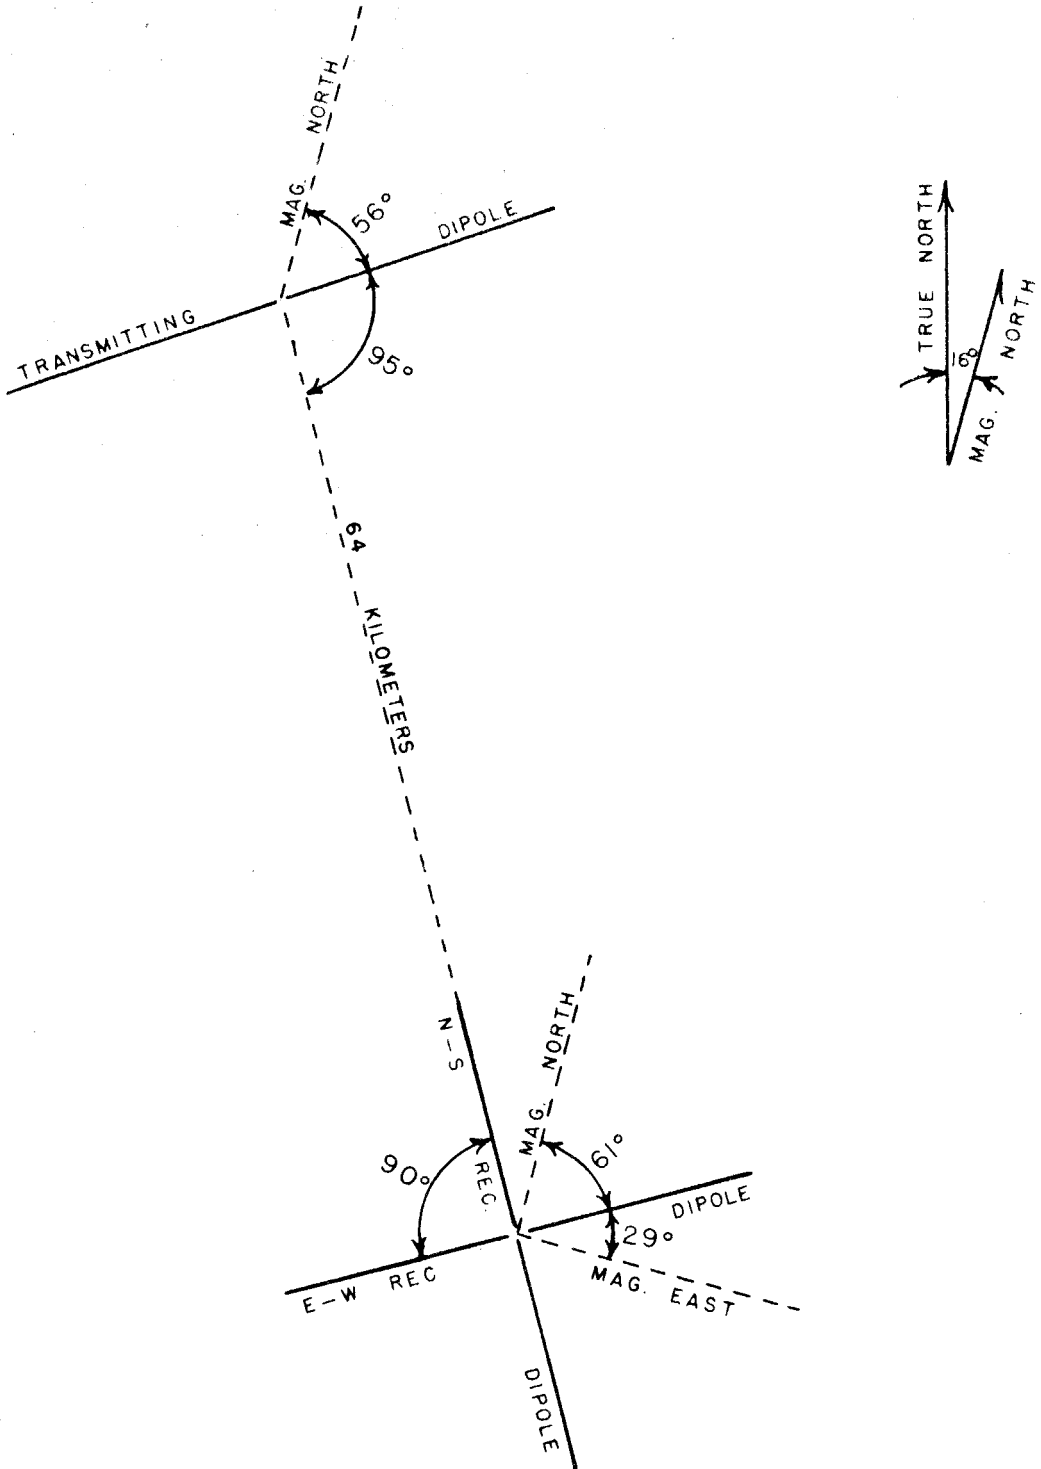 MAG. NORTH
56°
TRANSMITTING DIPOLE
95°
TRUE NORTH
16°
MAG. NORTH
64 KILOMETERS
N-S REC. DIPOLE
MAG. NORTH
90°
61°
E-W REC DIPOLE
29°
MAG. EAST